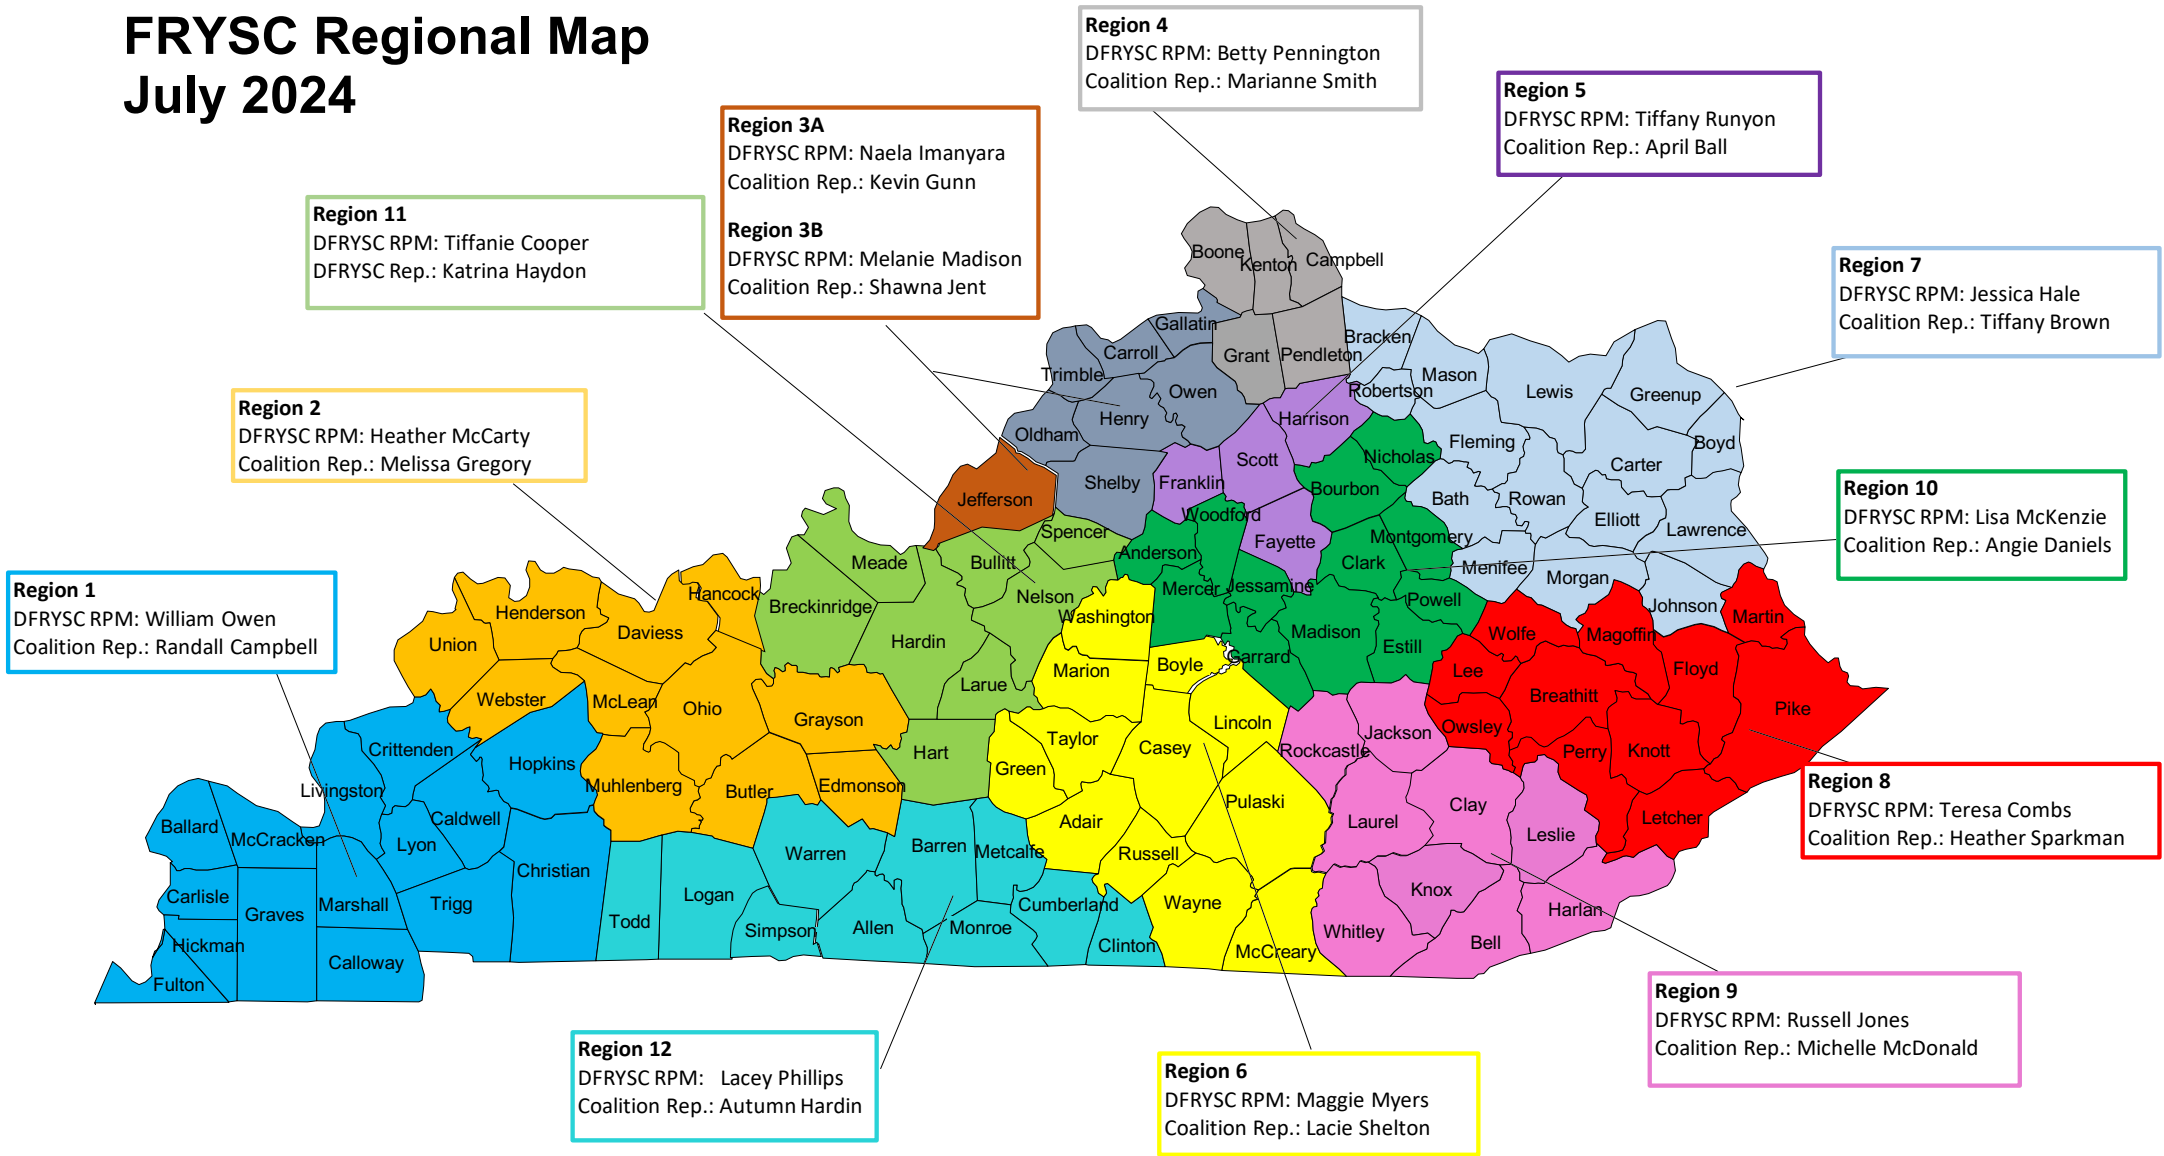 FRYSC Regional Map
July 2024
Region 4
DFRYSC RPM: Betty Pennington
Coalition Rep.: Marianne Smith
Region 5
DFRYSC RPM: Tiffany Runyon
Coalition Rep.: April Ball
Region 3A
DFRYSC RPM: Naela Imanyara
Coalition Rep.: Kevin Gunn
Region 3B
DFRYSC RPM: Melanie Madison
Coalition Rep.: Shawna Jent
Region 11
DFRYSC RPM: Tiffanie Cooper
DFRYSC Rep.: Katrina Haydon
Region 7
DFRYSC RPM: Jessica Hale
Coalition Rep.: Tiffany Brown
Region 2
DFRYSC RPM: Heather McCarty
Coalition Rep.: Melissa Gregory
Region 10
DFRYSC RPM: Lisa McKenzie
Coalition Rep.: Angie Daniels
Region 1
DFRYSC RPM: William Owen
Coalition Rep.: Randall Campbell
Region 8
DFRYSC RPM: Teresa Combs
Coalition Rep.: Heather Sparkman
Region 9
DFRYSC RPM: Russell Jones
Coalition Rep.: Michelle McDonald
Region 12
DFRYSC RPM: Lacey Phillips
Coalition Rep.: Autumn Hardin
Region 6
DFRYSC RPM: Maggie Myers
Coalition Rep.: Lacie Shelton
Boone
Kenton
Campbell
Gallatin
Carroll
Grant
Pendleton
Bracken
Trimble
Owen
Robertson
Mason
Lewis
Greenup
Henry
Harrison
Oldham
Fleming
Boyd
Nicholas
Scott
Carter
Shelby
Franklin
Bourbon
Jefferson
Bath
Rowan
Woodford
Elliott
Lawrence
Spencer
Fayette
Montgomery
Anderson
Meade
Bullitt
Clark
Menifee
Morgan
Hancock
Breckinridge
Nelson
Mercer
Jessamine
Powell
Johnson
Henderson
Washington
Martin
Daviess
Union
Hardin
Madison
Estill
Wolfe
Magoffin
Garrard
Boyle
Marion
Lee
Floyd
Larue
Breathitt
Webster
McLean
Ohio
Grayson
Lincoln
Owsley
Pike
Crittenden
Hopkins
Hart
Taylor
Casey
Rockcastle
Jackson
Perry
Knott
Green
Livingston
Muhlenberg
Butler
Edmonson
Pulaski
Clay
Ballard
McCracken
Caldwell
Lyon
Adair
Laurel
Leslie
Letcher
Warren
Barren
Metcalfe
Russell
Christian
Carlisle
Graves
Marshall
Trigg
Logan
Todd
Cumberland
Wayne
Knox
Harlan
Simpson
Allen
Monroe
Whitley
Hickman
Clinton
McCreary
Bell
Calloway
Fulton